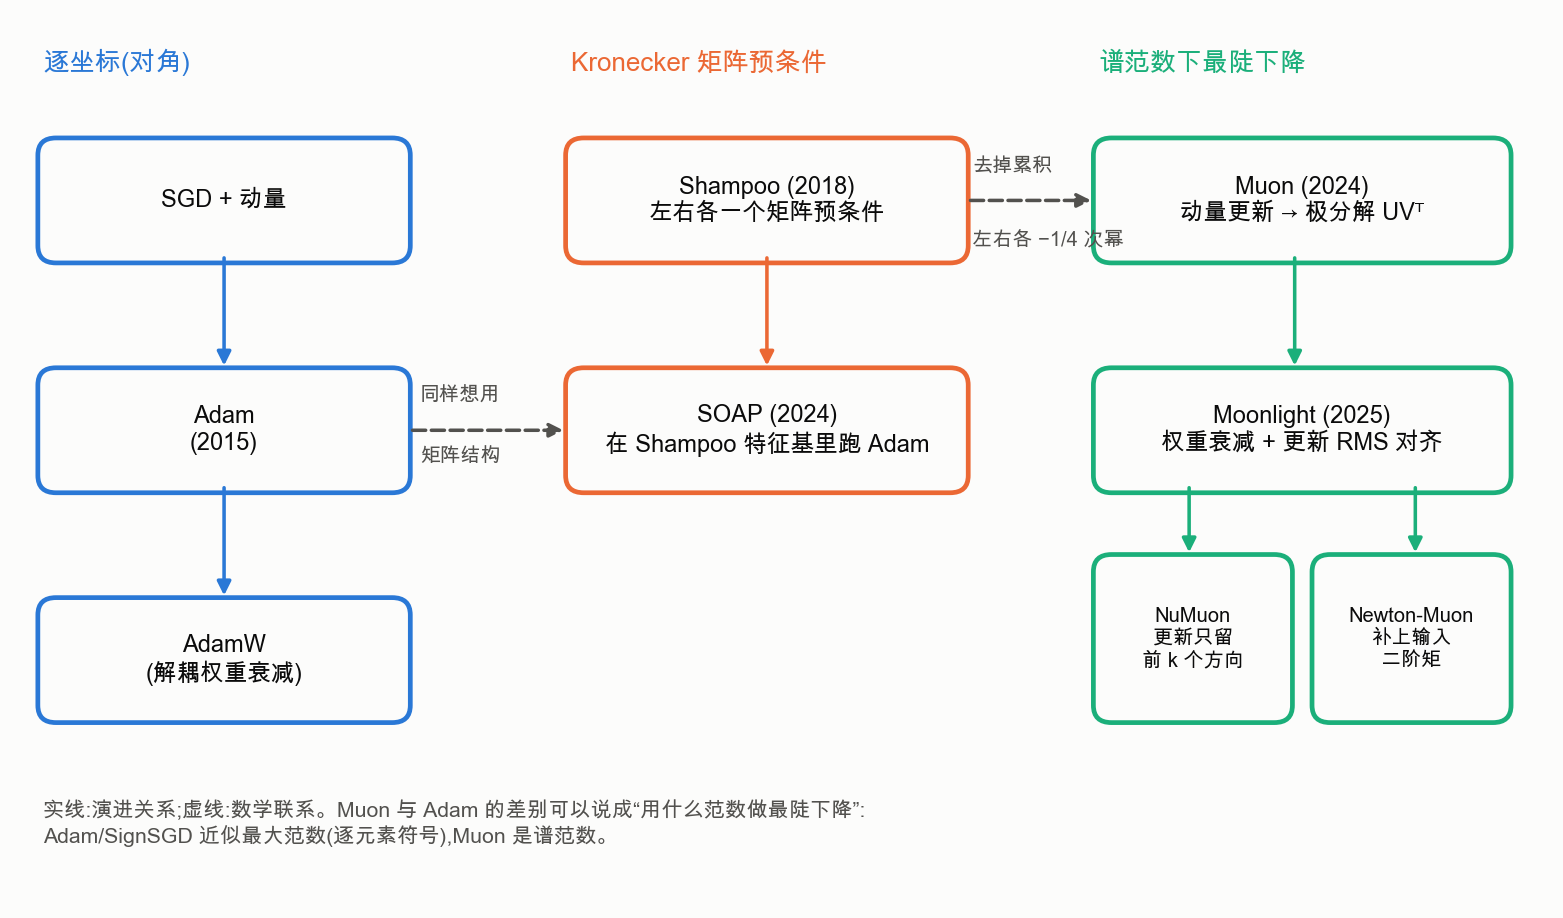 逐坐标(对角)
Kronecker 矩阵预条件
谱范数下最陡下降
SGD + 动量
Shampoo (2018)
左右各一个矩阵预条件
去掉累积
左右各 −1/4 次幂
Muon (2024)
动量更新 → 极分解 UVᵀ
Adam
(2015)
同样想用
矩阵结构
SOAP (2024)
在 Shampoo 特征基里跑 Adam
Moonlight (2025)
权重衰减 + 更新 RMS 对齐
AdamW
(解耦权重衰减)
NuMuon
更新只留
前 k 个方向
Newton-Muon
补上输入
二阶矩
实线:演进关系;虚线:数学联系。Muon 与 Adam 的差别可以说成“用什么范数做最陡下降”:
Adam/SignSGD 近似最大范数(逐元素符号),Muon 是谱范数。